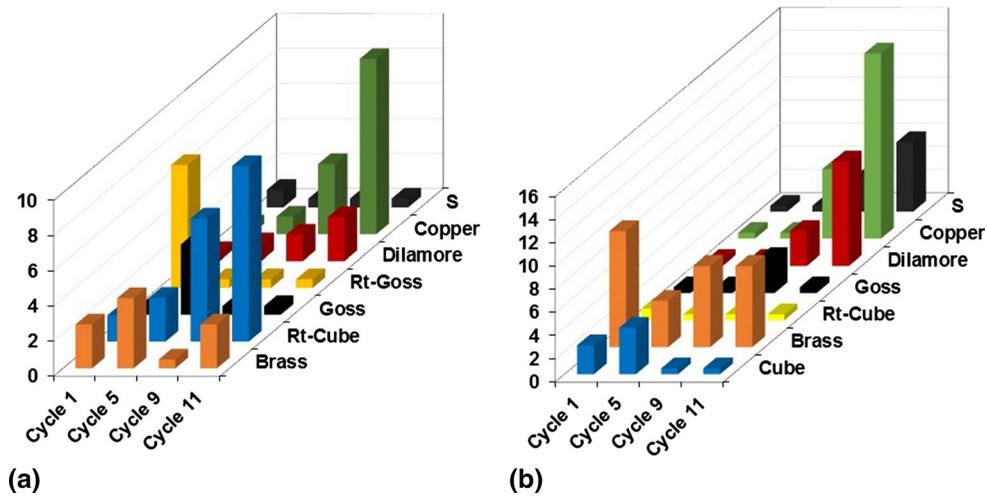 10
8
6
4
2
0
Cycle 1
Cycle 5
Cycle 9
Cycle 11
Brass
Rt-Cube
Goss
Rt-Goss
Dilamore
Copper
S
(a)
16
14
12
10
8
6
4
2
0
Cycle 1
Cycle 5
Cycle 9
Cycle 11
Cube
Brass
Rt-Cube
Goss
Dilamore
Copper
S
(b)